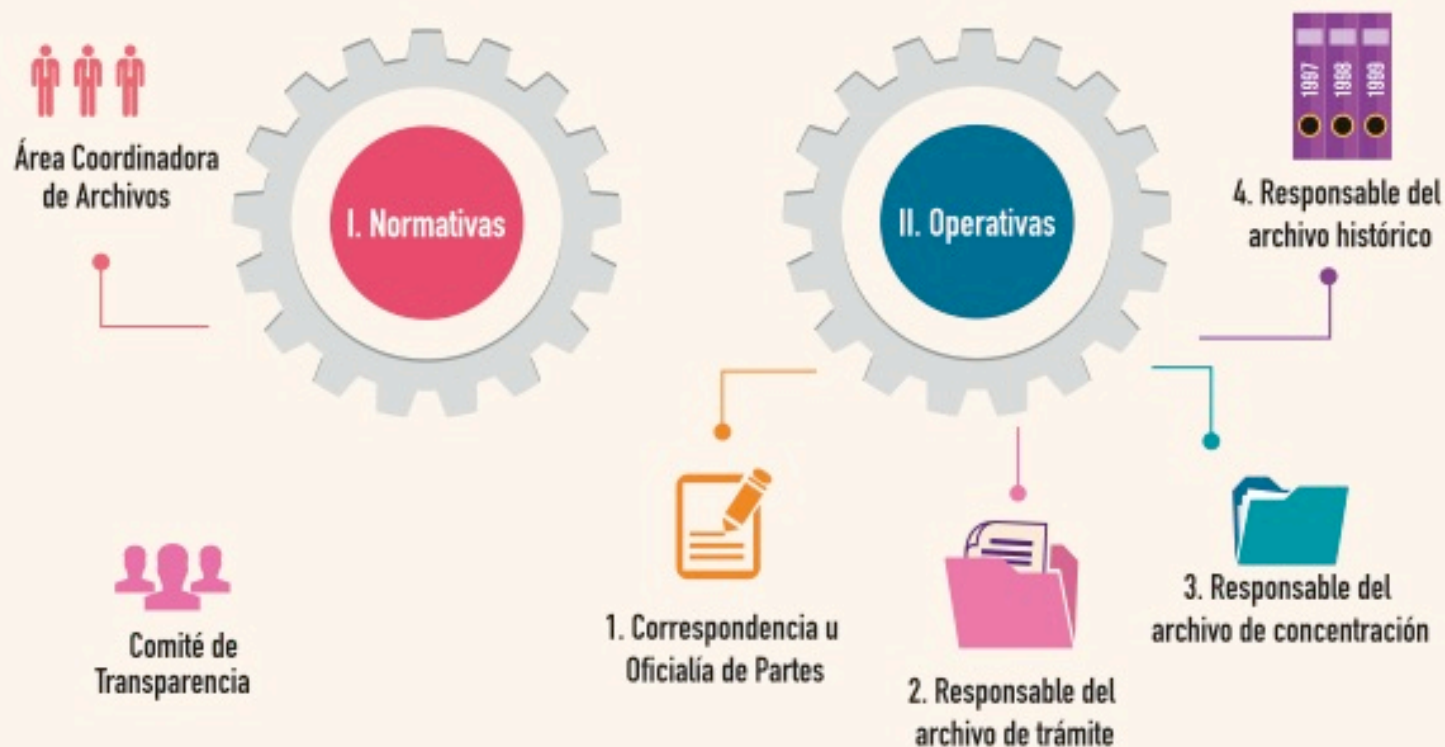 I. Normativas
Área Coordinadora
de Archivos
Comité de
Transparencia
II. Operativas
1. Correspondencia u
Oficialía de Partes
2. Responsable del
archivo de trámite
3. Responsable del
archivo de concentración
4. Responsable del
archivo histórico
1997
1998
1999